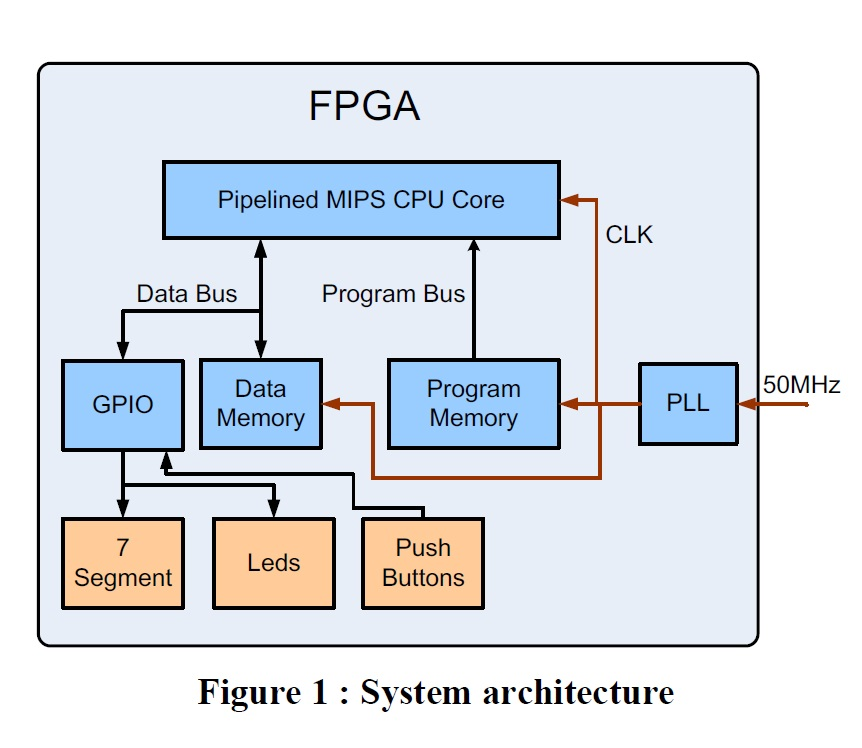 FPGA
Pipelined MIPS CPU Core
CLK
Data Bus
Program Bus
GPIO
Data
Memory
Program
Memory
PLL
50MHz
7
Segment
Leds
Push
Buttons
Figure 1 : System architecture